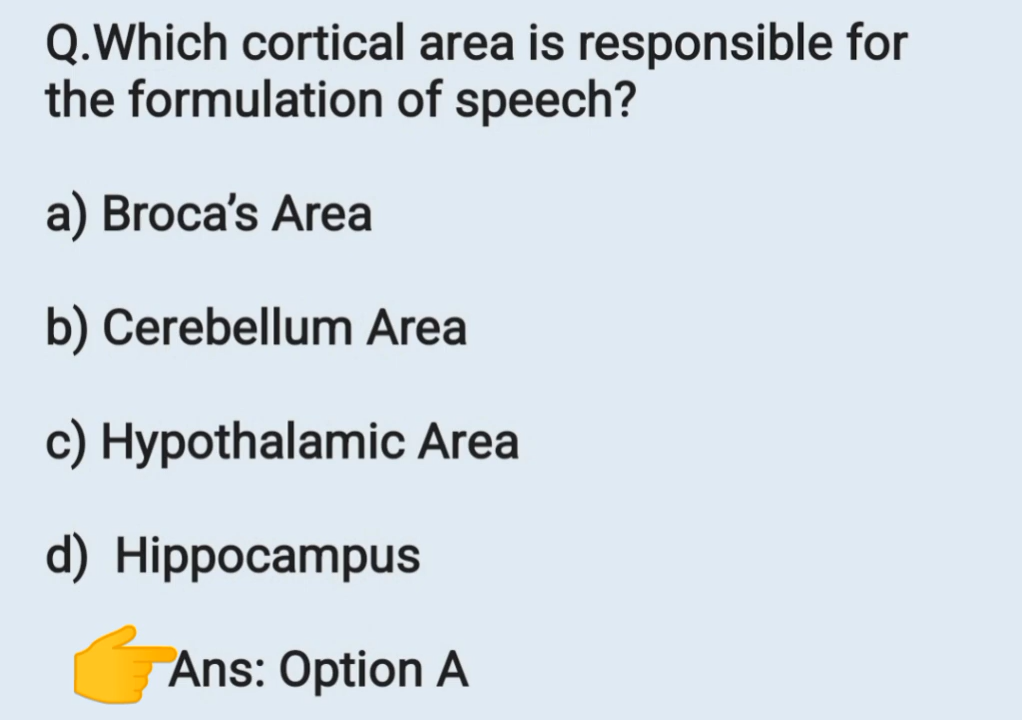 Q.Which cortical area is responsible for
the formulation of speech?
a) Broca's Area
b) Cerebellum Area
c) Hypothalamic Area
d) Hippocampus
Ans: Option A